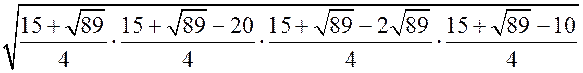 √(15 + √89)/4 · (15 + √89 − 20)/4 · (15 + √89 − 2√89)/4 · (15 + √89 − 10)/4